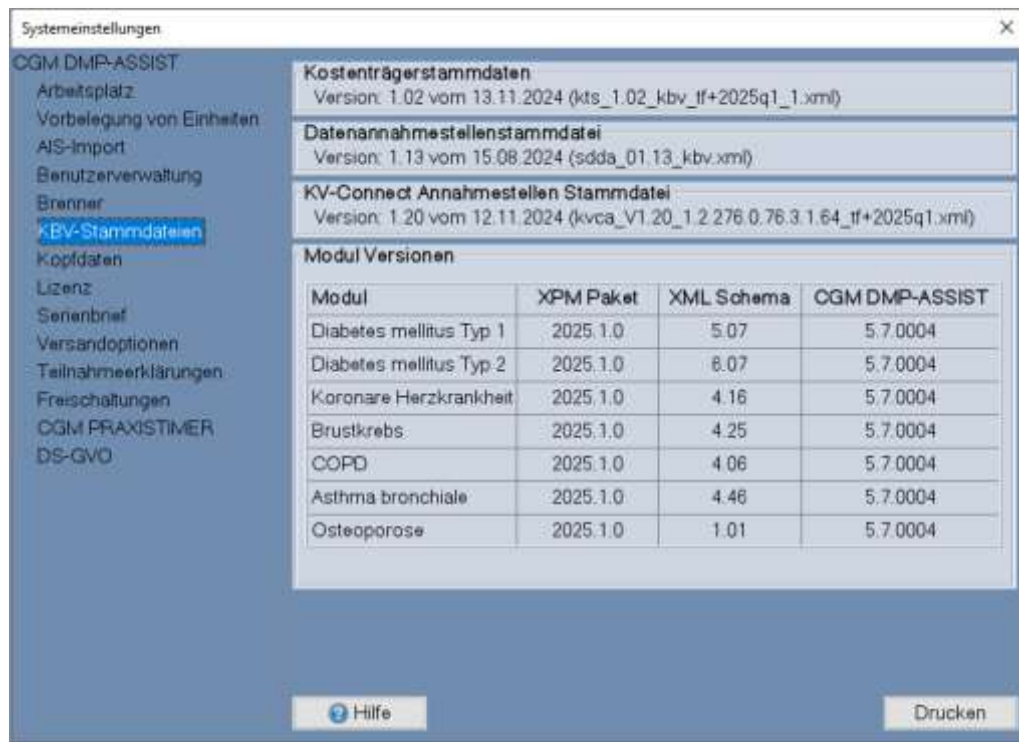 Systemeinstellungen
CGM DMP-ASSIST
Arbeitsplatz
Vorbelegung von Einheiten
AIS-Import
Benutzerverwaltung
Brenner
KBV-Stammdateien
Kopfdaten
Lizenz
Serienbrief
Versandoptionen
Teilnahmeerklärungen
Freischaltungen
CGM PRAXISTIMER
DS-GVO
Kostenträgerstammdaten
Version: 1.02 vom 13.11.2024 (kts_1.02_kbv_tf+2025q1_1.xml)
Datenannahmestellenstammdatei
Version: 1.13 vom 15.08.2024 (sdda_01.13_kbv.xml)
KV-Connect Annahmestellen Stammdatei
Version: 1.20 vom 12.11.2024 (kvca_V1.20_1.2.276.0.76.3.1.64_tf+2025q1.xml)
Modul Versionen
Modul XPM Paket XML Schema CGM DMP-ASSIST
Diabetes mellitus Typ 1 2025.1.0 5.07 5.7.0004
Diabetes mellitus Typ 2 2025.1.0 6.07 5.7.0004
Koronare Herzkrankheit 2025.1.0 4.16 5.7.0004
Brustkrebs 2025.1.0 4.25 5.7.0004
COPD 2025.1.0 4.06 5.7.0004
Asthma bronchiale 2025.1.0 4.46 5.7.0004
Osteoporose 2025.1.0 1.01 5.7.0004
Hilfe
Drucken